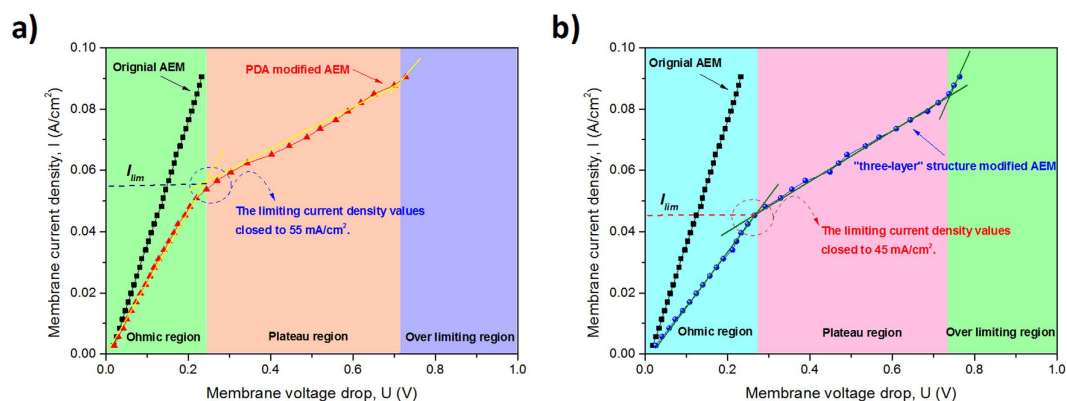 a)
0.10
0.08
0.06
0.04
0.02
0.00
Membrane current density, I (A/cm²)
Orignial AEM
PDA modified AEM
Ilim
The limiting current density values
closed to 55 mA/cm².
Ohmic region
Plateau region
Over limiting region
0.0 0.2 0.4 0.6 0.8 1.0
Membrane voltage drop, U (V)
b)
0.10
0.08
0.06
0.04
0.02
0.00
Membrane current density, I (A/cm²)
Orignial AEM
"three-layer" structure modified AEM
Ilim
The limiting current density values
closed to 45 mA/cm².
Ohmic region
Plateau region
Over limiting region
0.0 0.2 0.4 0.6 0.8 1.0
Membrane voltage drop, U (V)